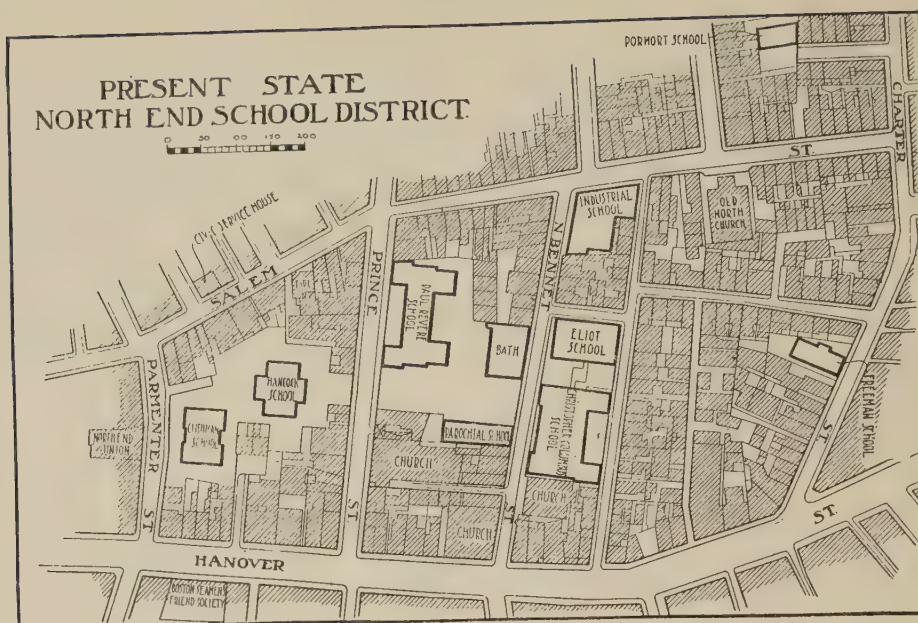 PRESENT STATE
NORTH END SCHOOL DISTRICT.
0 50 100 150 200
PORMORT SCHOOL
CHARTER
ST.
CIVIC SERVICE HOUSE
SALEM
INDUSTRIAL
SCHOOL
OLD
NORTH
CHURCH
PRINCE
N. BENNET
PAUL REVERE
SCHOOL
BATH
ELIOT
SCHOOL
HANCOCK
SCHOOL
CUSHMAN
SCHOOL
PARMENTER
NORTH END
UNION
PAROCHIAL SCHOOL
CHURCH
CHRISTOPHER COLUMBUS
SCHOOL
FREEMAN SCHOOL
CHURCH
CHURCH
ST
ST.
ST
ST.
ST.
HANOVER
BOSTON SEAMEN'S
FRIEND SOCIETY